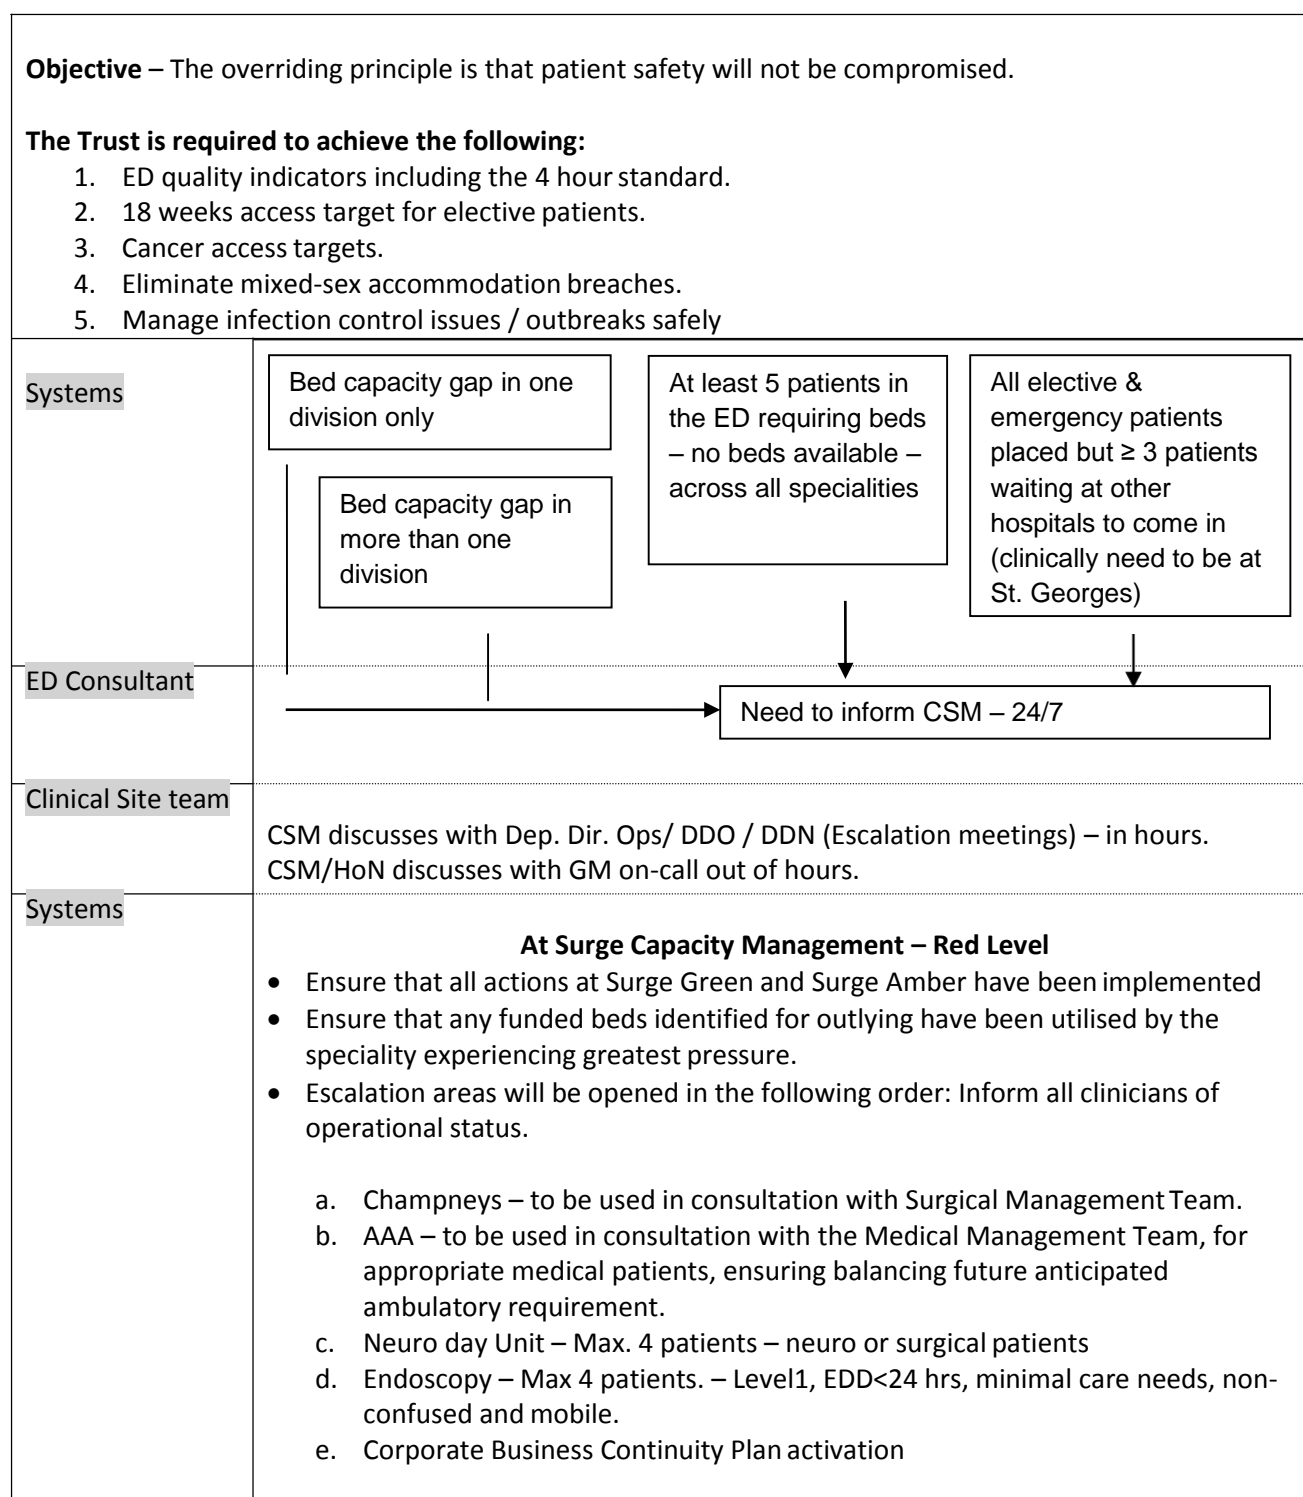 Objective – The overriding principle is that patient safety will not be compromised.
The Trust is required to achieve the following:
1. ED quality indicators including the 4 hour standard.
2. 18 weeks access target for elective patients.
3. Cancer access targets.
4. Eliminate mixed-sex accommodation breaches.
5. Manage infection control issues / outbreaks safely
Systems
Bed capacity gap in one
division only
Bed capacity gap in
more than one
division
At least 5 patients in
the ED requiring beds
– no beds available –
across all specialities
All elective &
emergency patients
placed but ≥ 3 patients
waiting at other
hospitals to come in
(clinically need to be at
St. Georges)
ED Consultant
Need to inform CSM – 24/7
Clinical Site team
CSM discusses with Dep. Dir. Ops/ DDO / DDN (Escalation meetings) – in hours.
CSM/HoN discusses with GM on-call out of hours.
Systems
At Surge Capacity Management – Red Level
• Ensure that all actions at Surge Green and Surge Amber have been implemented
• Ensure that any funded beds identified for outlying have been utilised by the
speciality experiencing greatest pressure.
• Escalation areas will be opened in the following order: Inform all clinicians of
operational status.
a. Champneys – to be used in consultation with Surgical Management Team.
b. AAA – to be used in consultation with the Medical Management Team, for
appropriate medical patients, ensuring balancing future anticipated
ambulatory requirement.
c. Neuro day Unit – Max. 4 patients – neuro or surgical patients
d. Endoscopy – Max 4 patients. – Level1, EDD<24 hrs, minimal care needs, non-
confused and mobile.
e. Corporate Business Continuity Plan activation